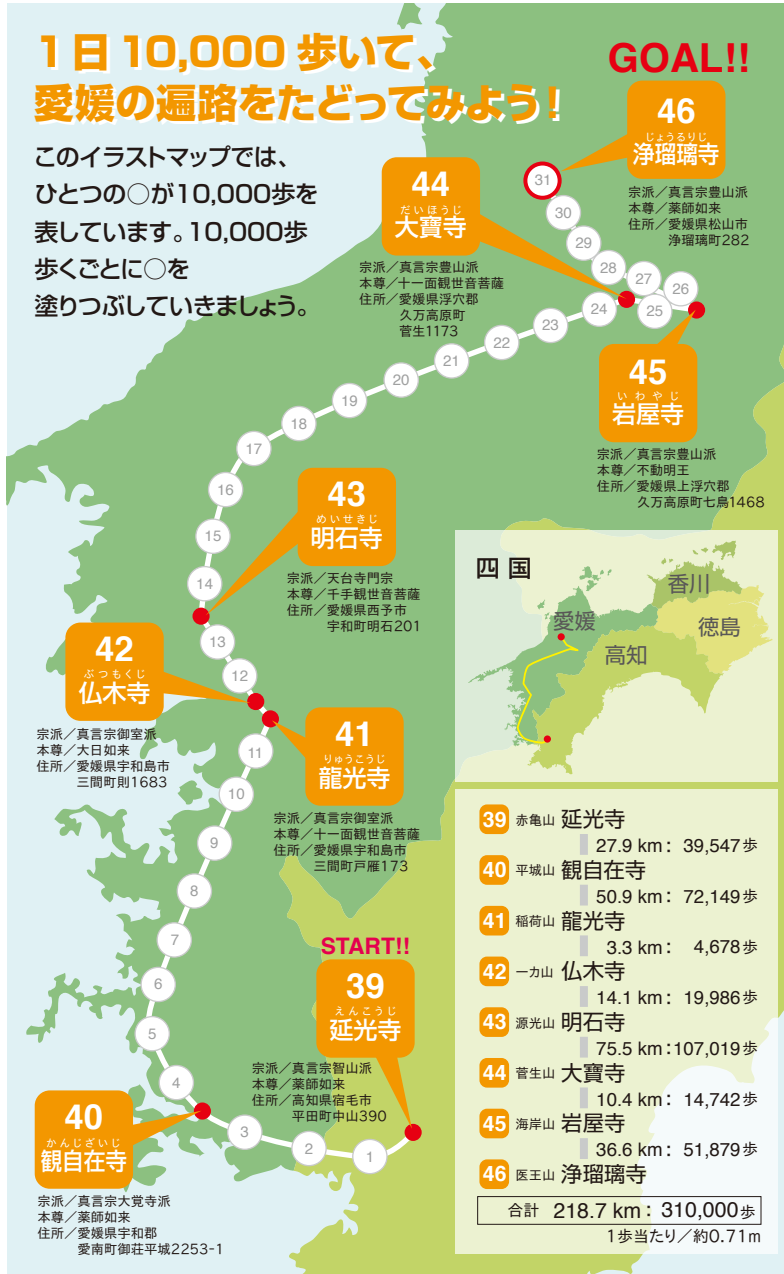 1日10,000歩いて、
愛媛の遍路をたどってみよう!
このイラストマップでは、
ひとつの○が10,000歩を
表しています。10,000歩
歩くごとに○を
塗りつぶしていきましょう。
GOAL!!
46
じょうるりじ
浄瑠璃寺
宗派/真言宗豊山派
本尊/薬師如来
住所/愛媛県松山市
浄瑠璃町282
44
だいほうじ
大寶寺
宗派/真言宗豊山派
本尊/十一面観世音菩薩
住所/愛媛県浮穴郡
久万高原町
菅生1173
45
いわやじ
岩屋寺
宗派/真言宗豊山派
本尊/不動明王
住所/愛媛県上浮穴郡
久万高原町七鳥1468
43
めいせきじ
明石寺
宗派/天台寺門宗
本尊/千手観世音菩薩
住所/愛媛県西予市
宇和町明石201
42
ぶつもくじ
仏木寺
宗派/真言宗御室派
本尊/大日如来
住所/愛媛県宇和島市
三間町則1683
41
りゅうこうじ
龍光寺
宗派/真言宗御室派
本尊/十一面観世音菩薩
住所/愛媛県宇和島市
三間町戸雁173
START!!
39
えんこうじ
延光寺
宗派/真言宗智山派
本尊/薬師如来
住所/高知県宿毛市
平田町中山390
40
かんじざいじ
観自在寺
宗派/真言宗大覚寺派
本尊/薬師如来
住所/愛媛県宇和郡
愛南町御荘平城2253-1
31
30
29
28
27
26
25
24
23
22
21
20
19
18
17
16
15
14
13
12
11
10
9
8
7
6
5
4
3
2
1
四国
香川
愛媛
徳島
高知
39 赤亀山 延光寺
27.9 km: 39,547歩
40 平城山 観自在寺
50.9 km: 72,149歩
41 稲荷山 龍光寺
3.3 km: 4,678歩
42 一カ山 仏木寺
14.1 km: 19,986歩
43 源光山 明石寺
75.5 km:107,019歩
44 菅生山 大寶寺
10.4 km: 14,742歩
45 海岸山 岩屋寺
36.6 km: 51,879歩
46 医王山 浄瑠璃寺
合計 218.7 km: 310,000歩
1歩当たり/約0.71m